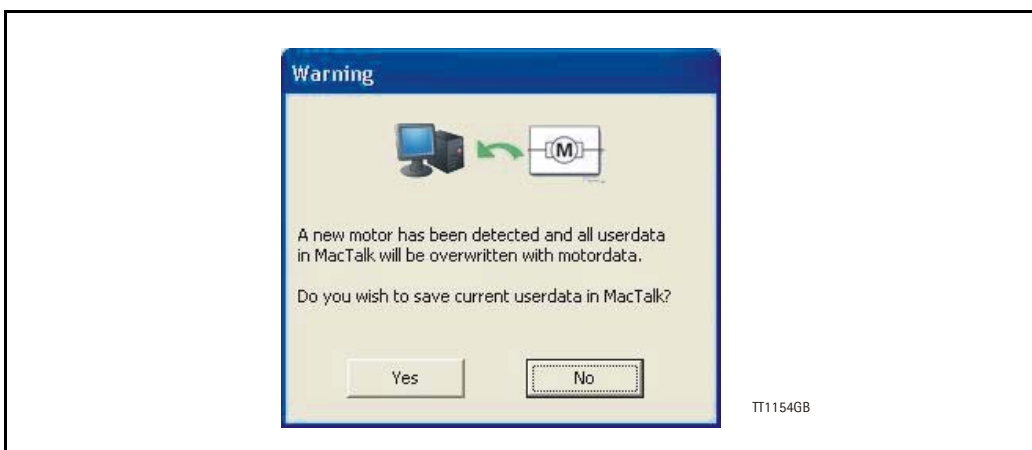 Warning
M
A new motor has been detected and all userdata
in MacTalk will be overwritten with motordata.
Do you wish to save current userdata in MacTalk?
Yes
No
TT1154GB